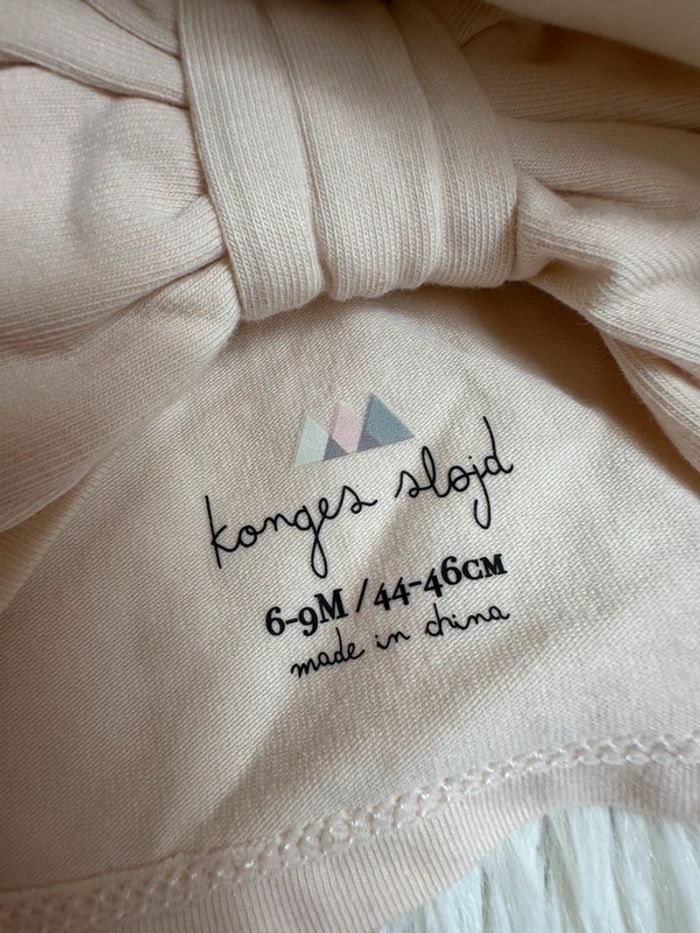 konges sløjd
6-9M / 44-46CM
made in china